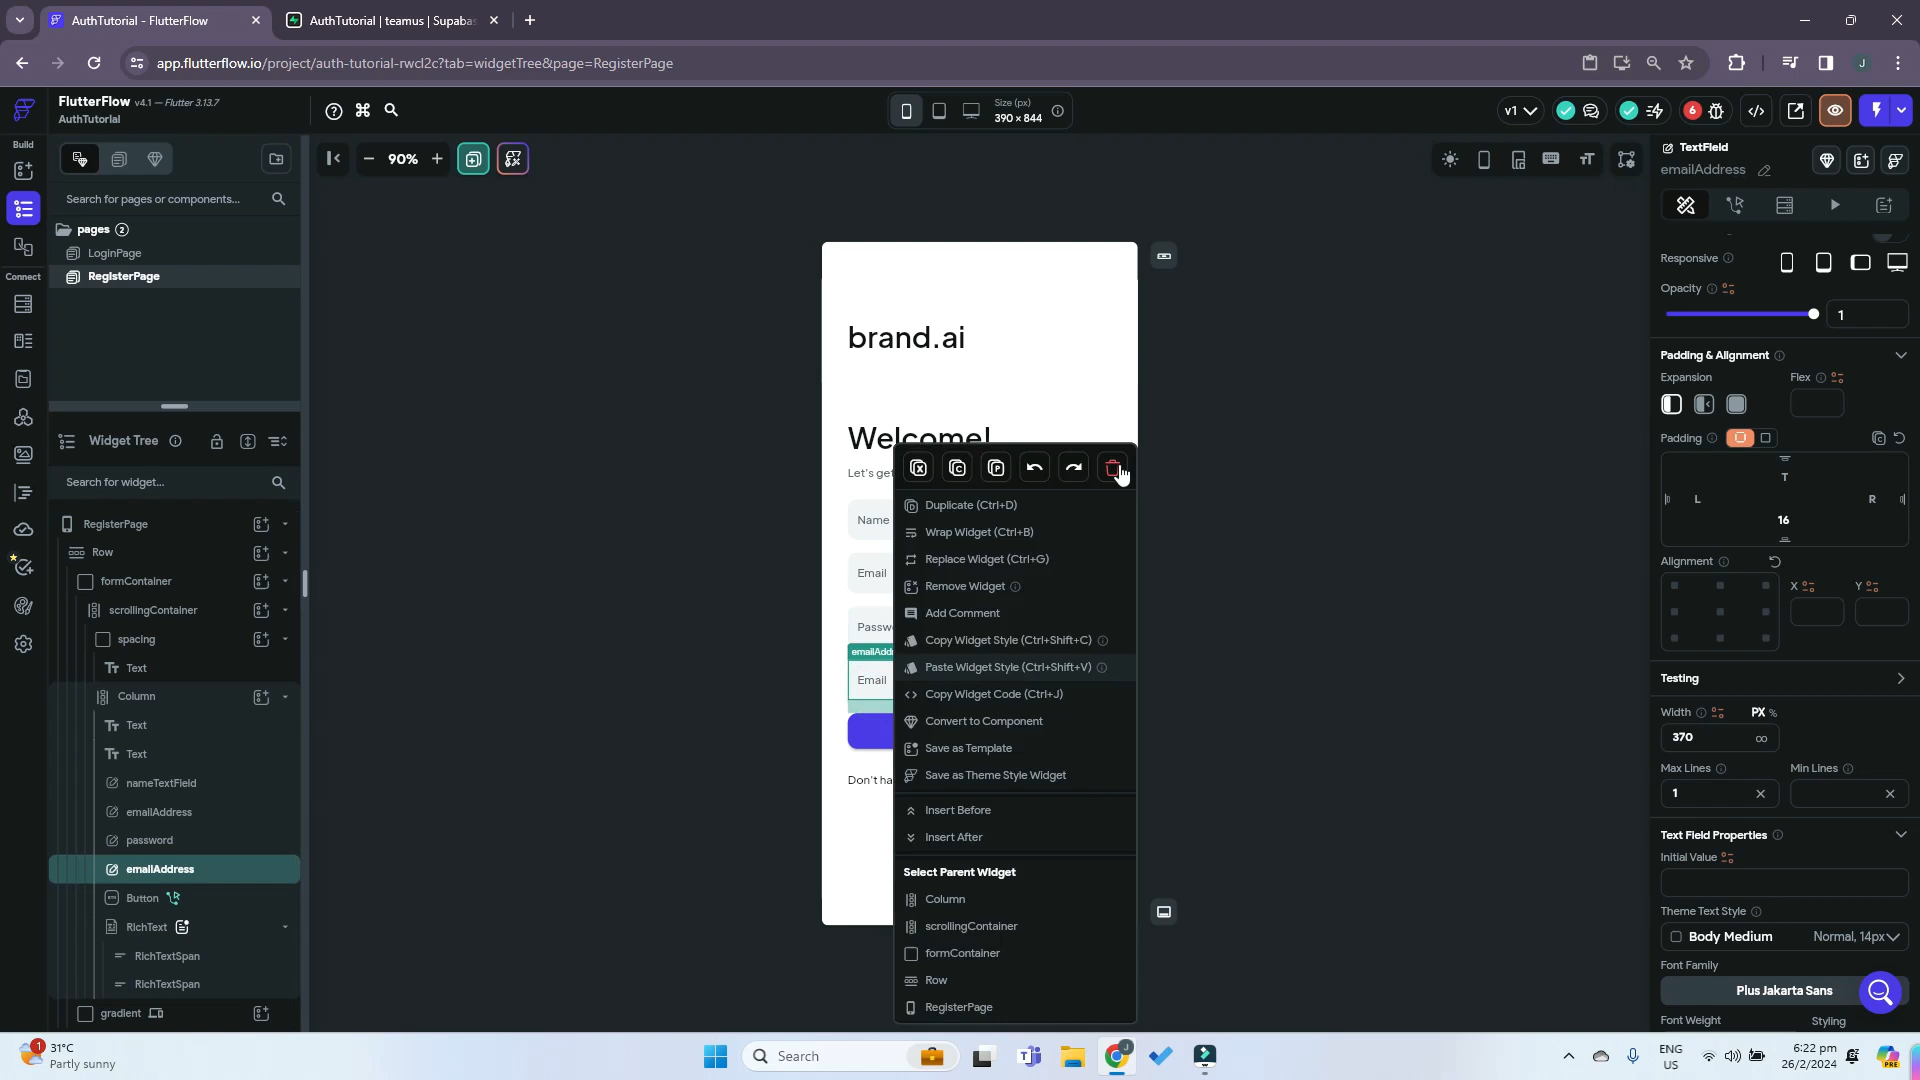 AuthTutorial - FlutterFlow
AuthTutorial | teamus | Supabas
app.flutterflow.io/project/auth-tutorial-rwcl2c?tab=widgetTree&page=RegisterPage
J
FlutterFlow v4.1 — Flutter 3.13.7
AuthTutorial
Size (px)
390 × 844
v1
6
Build
Connect
90%
Search for pages or components...
pages 2
LoginPage
RegisterPage
Widget Tree
Search for widget...
RegisterPage
Row
formContainer
scrollingContainer
spacing
Text
Column
Text
Text
nameTextField
emailAddress
password
emailAddress
Button
RichText
RichTextSpan
RichTextSpan
gradient
brand.ai
Welcome!
Let's get
Name
Email
Passw
emailAddr
Email
Don't ha
Duplicate (Ctrl+D)
Wrap Widget (Ctrl+B)
Replace Widget (Ctrl+G)
Remove Widget
Add Comment
Copy Widget Style (Ctrl+Shift+C)
Paste Widget Style (Ctrl+Shift+V)
Copy Widget Code (Ctrl+J)
Convert to Component
Save as Template
Save as Theme Style Widget
Insert Before
Insert After
Select Parent Widget
Column
scrollingContainer
formContainer
Row
RegisterPage
TextField
emailAddress
Responsive
Opacity
1
Padding & Alignment
Expansion
Flex
Padding
T
L
R
16
Alignment
X
Y
Testing
Width
PX %
370
∞
Max Lines
Min Lines
1
Text Field Properties
Initial Value
Theme Text Style
Body Medium
Normal, 14px
Font Family
Plus Jakarta Sans
Font Weight
Styling
1
31°C
Partly sunny
Search
J
ENG
US
6:22 pm
26/2/2024
PRE